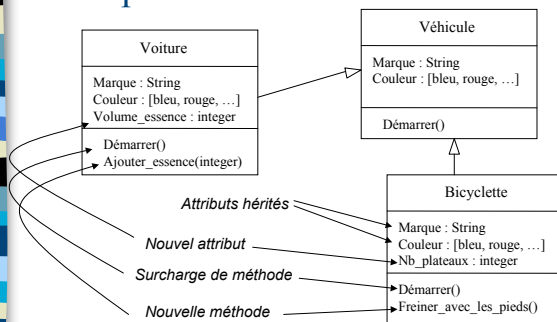 Voiture
Marque : String
Couleur : [bleu, rouge, …]
Volume_essence : integer
Démarrer()
Ajouter_essence(integer)
Véhicule
Marque : String
Couleur : [bleu, rouge, …]
Démarrer()
Bicyclette
Marque : String
Couleur : [bleu, rouge, …]
Nb_plateaux : integer
Démarrer()
Freiner_avec_les_pieds()
Attributs hérités
Nouvel attribut
Surcharge de méthode
Nouvelle méthode